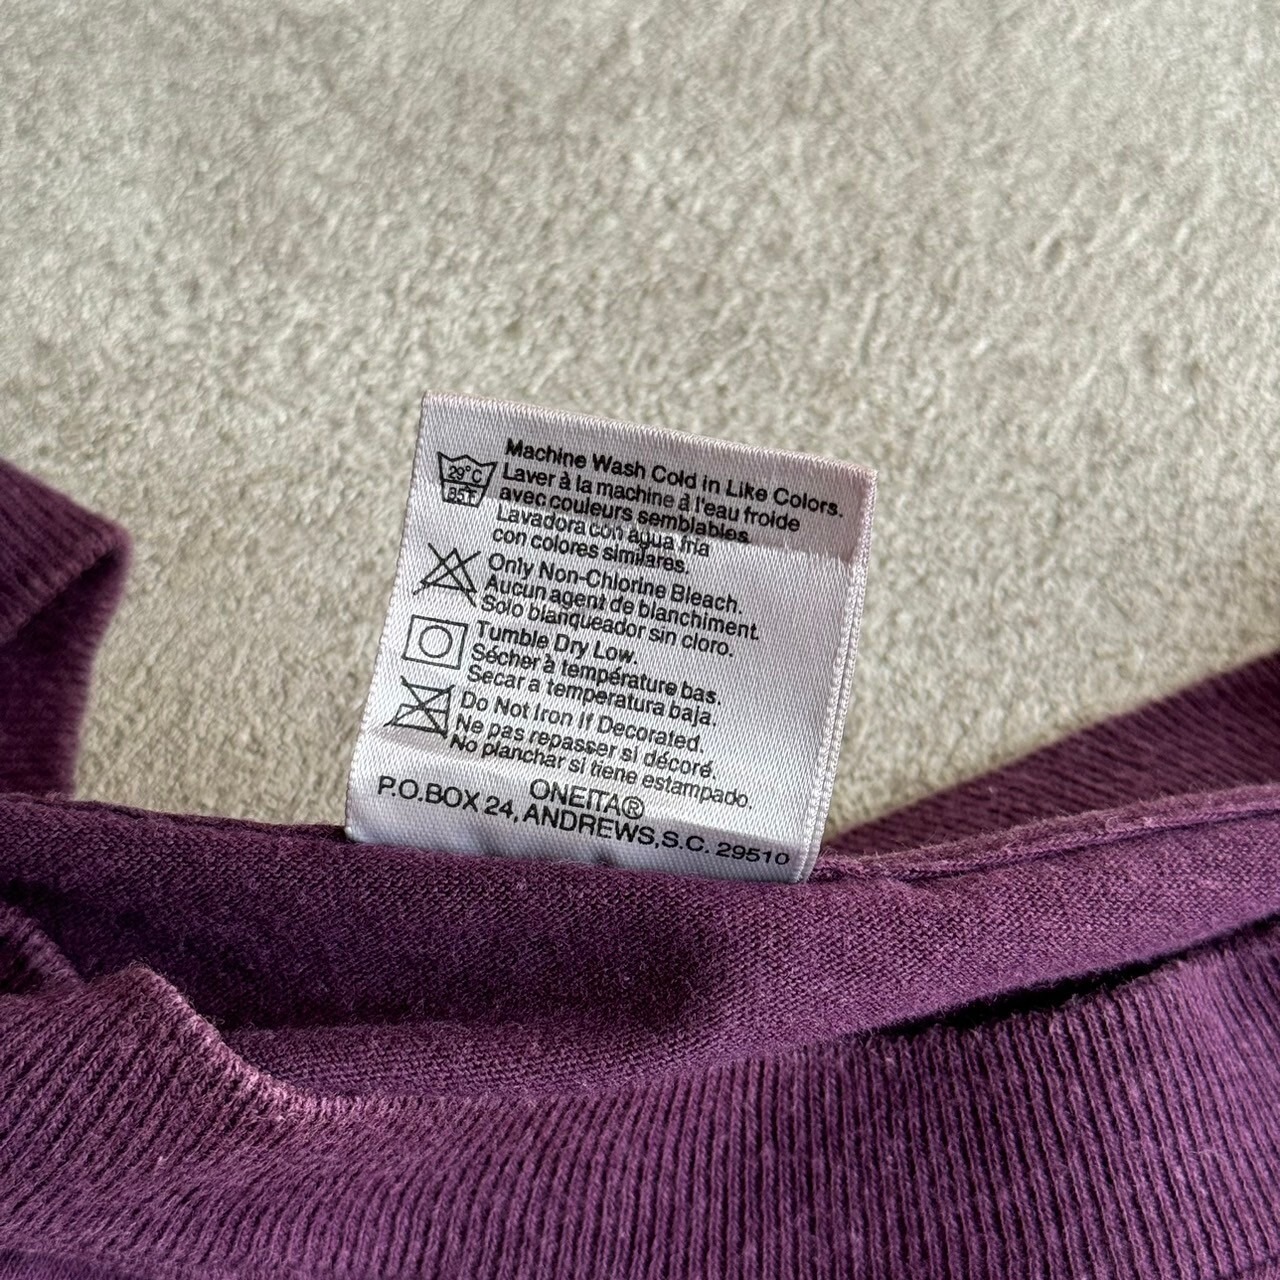 Machine Wash Cold in Like Colors.
29°C
85°F
Laver à la machine à l'eau froide
avec couleurs semblables
Lavadora con agua fría
con colores similares.
Only Non-Chlorine Bleach.
Aucun agent de blanchiment.
Solo blanqueador sin cloro.
Tumble Dry Low.
Sécher à température bas.
Secar a temperatura baja.
Do Not Iron If Decorated.
Ne pas repasser si décoré.
No planchar si tiene estampado.
ONEITA®
P.O.BOX 24, ANDREWS,S.C. 29510